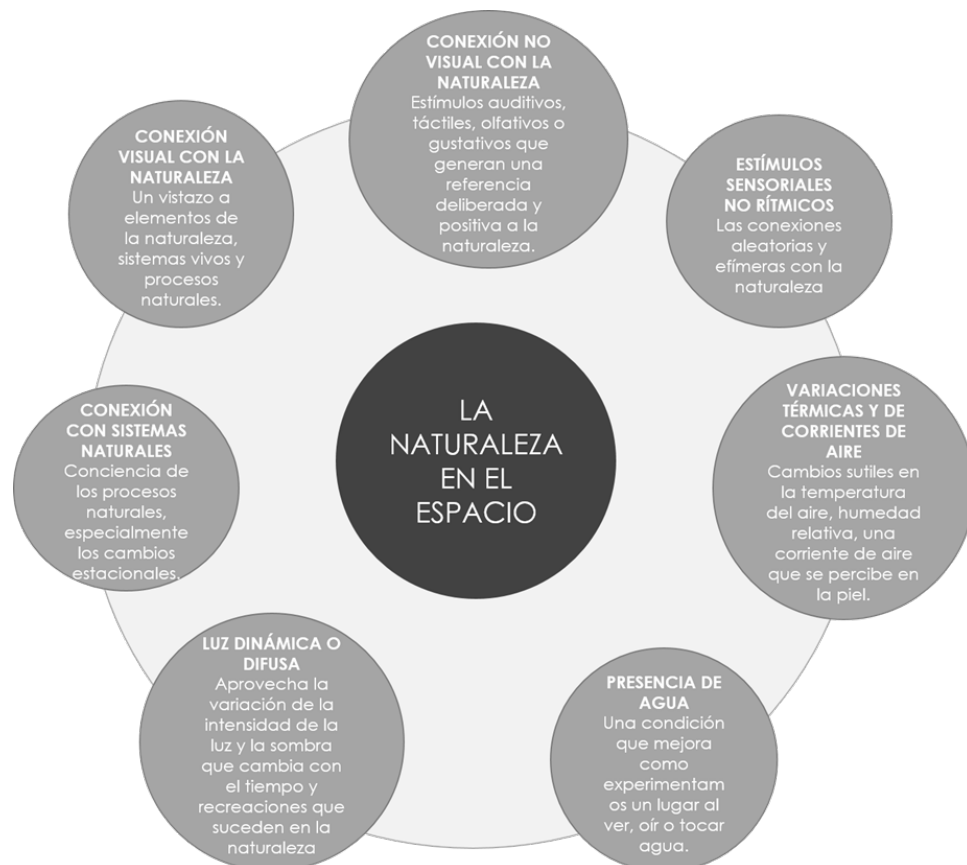 CONEXIÓN NO
VISUAL CON LA
NATURALEZA
Estímulos auditivos,
táctiles, olfativos o
gustativos que
generan una
referencia
deliberada y
positiva a la
naturaleza.
ESTÍMULOS
SENSORIALES
NO RÍTMICOS
Las conexiones
aleatorias y
efímeras con la
naturaleza
VARIACIONES
TÉRMICAS Y DE
CORRIENTES DE
AIRE
Cambios sutiles en
la temperatura
del aire, humedad
relativa, una
corriente de aire
que se percibe en
la piel.
PRESENCIA DE
AGUA
Una condición
que mejora
como
experimentam
os un lugar al
ver, oír o tocar
agua.
LUZ DINÁMICA O
DIFUSA
Aprovecha la
variación de la
intensidad de la
luz y la sombra
que cambia con
el tiempo y
recreaciones que
suceden en la
naturaleza
CONEXIÓN
CON SISTEMAS
NATURALES
Conciencia de
los procesos
naturales,
especialmente
los cambios
estacionales.
CONEXIÓN
VISUAL CON LA
NATURALEZA
Un vistazo a
elementos de
la naturaleza,
sistemas vivos y
procesos
naturales.
LA
NATURALEZA
EN EL
ESPACIO